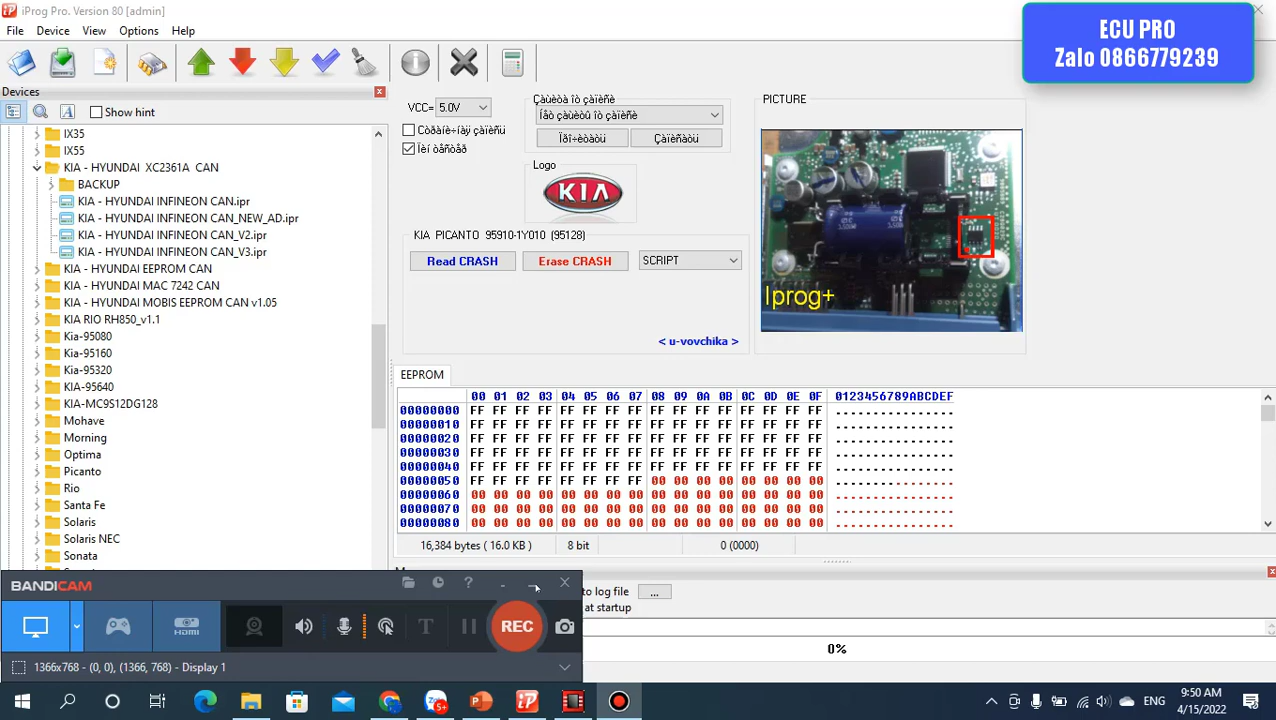 iProg Pro. Version 80 [admin]
File Device View Options Help
ECU PRO
Zalo 0866779239
Devices
Show hint
IX35
IX55
KIA - HYUNDAI XC2361A CAN
BACKUP
KIA - HYUNDAI INFINEON CAN.ipr
KIA - HYUNDAI INFINEON CAN_NEW_AD.ipr
KIA - HYUNDAI INFINEON CAN_V2.ipr
KIA - HYUNDAI INFINEON CAN_V3.ipr
KIA - HYUNDAI EEPROM CAN
KIA - HYUNDAI MAC 7242 CAN
KIA - HYUNDAI MOBIS EEPROM CAN v1.05
KIA RIO RH850_v1.1
Kia-95080
Kia-95160
Kia-95320
KIA-95640
KIA-MC9S12DG128
Mohave
Morning
Optima
Picanto
Rio
Santa Fe
Solaris
Solaris NEC
Sonata
VCC= 5.0V
Çàùèòà îò çàïèñè
Ïîë÷èòàòü
Çàïèñàòü
Logo
KIA
KIA PICANTO 95910-1Y010 (95128)
Read CRASH Erase CRASH SCRIPT
< u-vovchika >
PICTURE
Iprog+
EEPROM
00 01 02 03 04 05 06 07 08 09 0A 0B 0C 0D 0E 0F 0123456789ABCDEF
00000000 FF FF FF FF FF FF FF FF FF FF FF FF FF FF FF FF ................
00000010 FF FF FF FF FF FF FF FF FF FF FF FF FF FF FF FF ................
00000020 FF FF FF FF FF FF FF FF FF FF FF FF FF FF FF FF ................
00000030 FF FF FF FF FF FF FF FF FF FF FF FF FF FF FF FF ................
00000040 FF FF FF FF FF FF FF FF FF FF FF FF FF FF FF FF ................
00000050 FF FF FF FF FF FF FF FF 00 00 00 00 00 00 00 00 ................
00000060 00 00 00 00 00 00 00 00 00 00 00 00 00 00 00 00 ................
00000070 00 00 00 00 00 00 00 00 00 00 00 00 00 00 00 00 ................
00000080 00 00 00 00 00 00 00 00 00 00 00 00 00 00 00 00 ................
16,384 bytes ( 16.0 KB ) 8 bit 0 (0000)
to log file ...
at startup
0%
BANDICAM
HDMI
REC
1366x768 - (0, 0), (1366, 768) - Display 1
5+
ENG
9:50 AM
4/15/2022